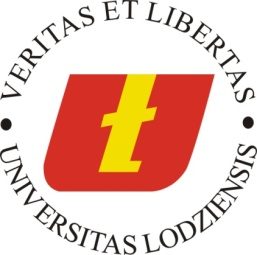 • VERITAS ET LIBERTAS •
UNIVERSITAS LODZIENSIS
ł